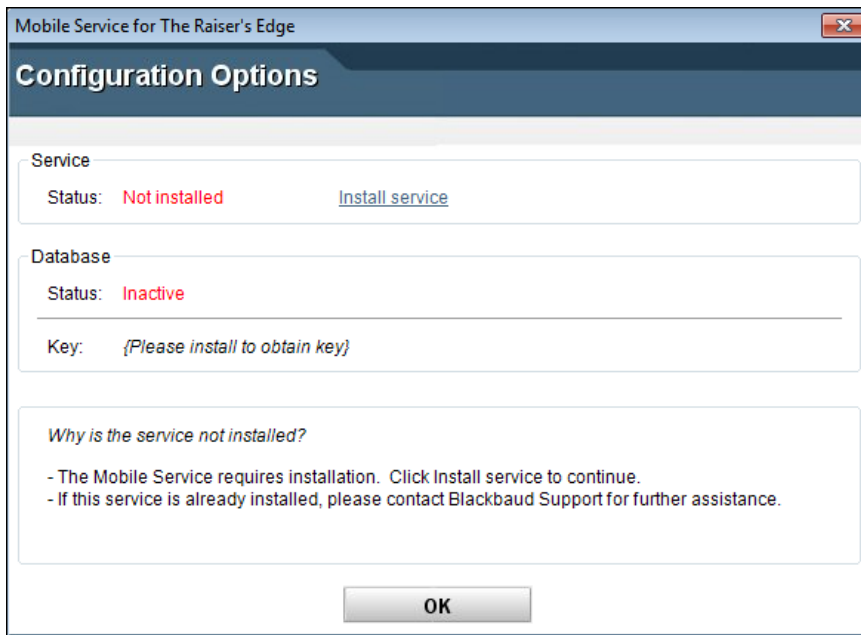 Mobile Service for The Raiser's Edge
Configuration Options
Service
Status: Not installed Install service
Database
Status: Inactive
Key: {Please install to obtain key}
Why is the service not installed?
- The Mobile Service requires installation. Click Install service to continue.
- If this service is already installed, please contact Blackbaud Support for further assistance.
OK